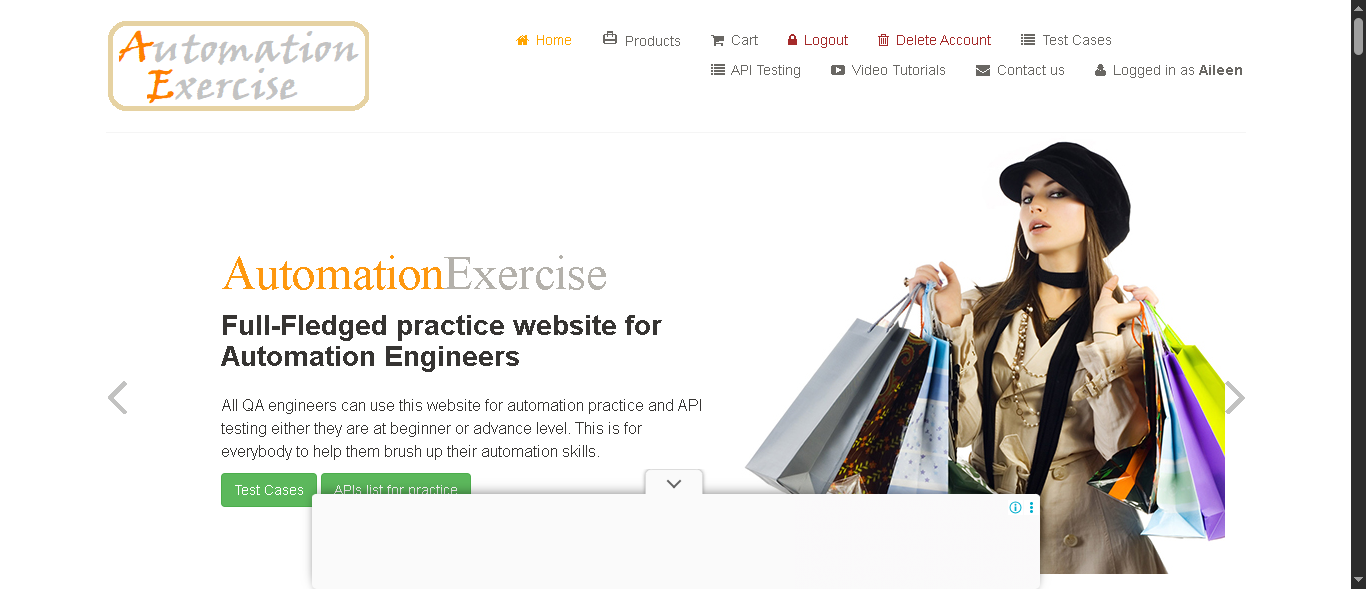 Automation
Exercise
Home Products Cart Logout Delete Account Test Cases
API Testing Video Tutorials Contact us Logged in as Aileen
AutomationExercise
Full-Fledged practice website for
Automation Engineers
All QA engineers can use this website for automation practice and API
testing either they are at beginner or advance level. This is for
everybody to help them brush up their automation skills.
Test Cases APIs list for practice